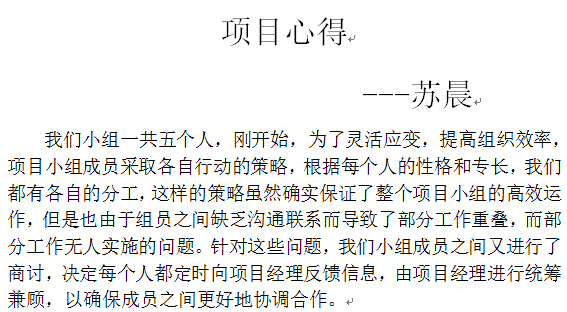 项目心得
---苏晨
我们小组一共五个人，刚开始，为了灵活应变，提高组织效率，
项目小组成员采取各自行动的策略，根据每个人的性格和专长，我们
都有各自的分工，这样的策略虽然确实保证了整个项目小组的高效运
作，但是也由于组员之间缺乏沟通联系而导致了部分工作重叠，而部
分工作无人实施的问题。针对这些问题，我们小组成员之间又进行了
商讨，决定每个人都定时向项目经理反馈信息，由项目经理进行统筹
兼顾，以确保成员之间更好地协调合作。